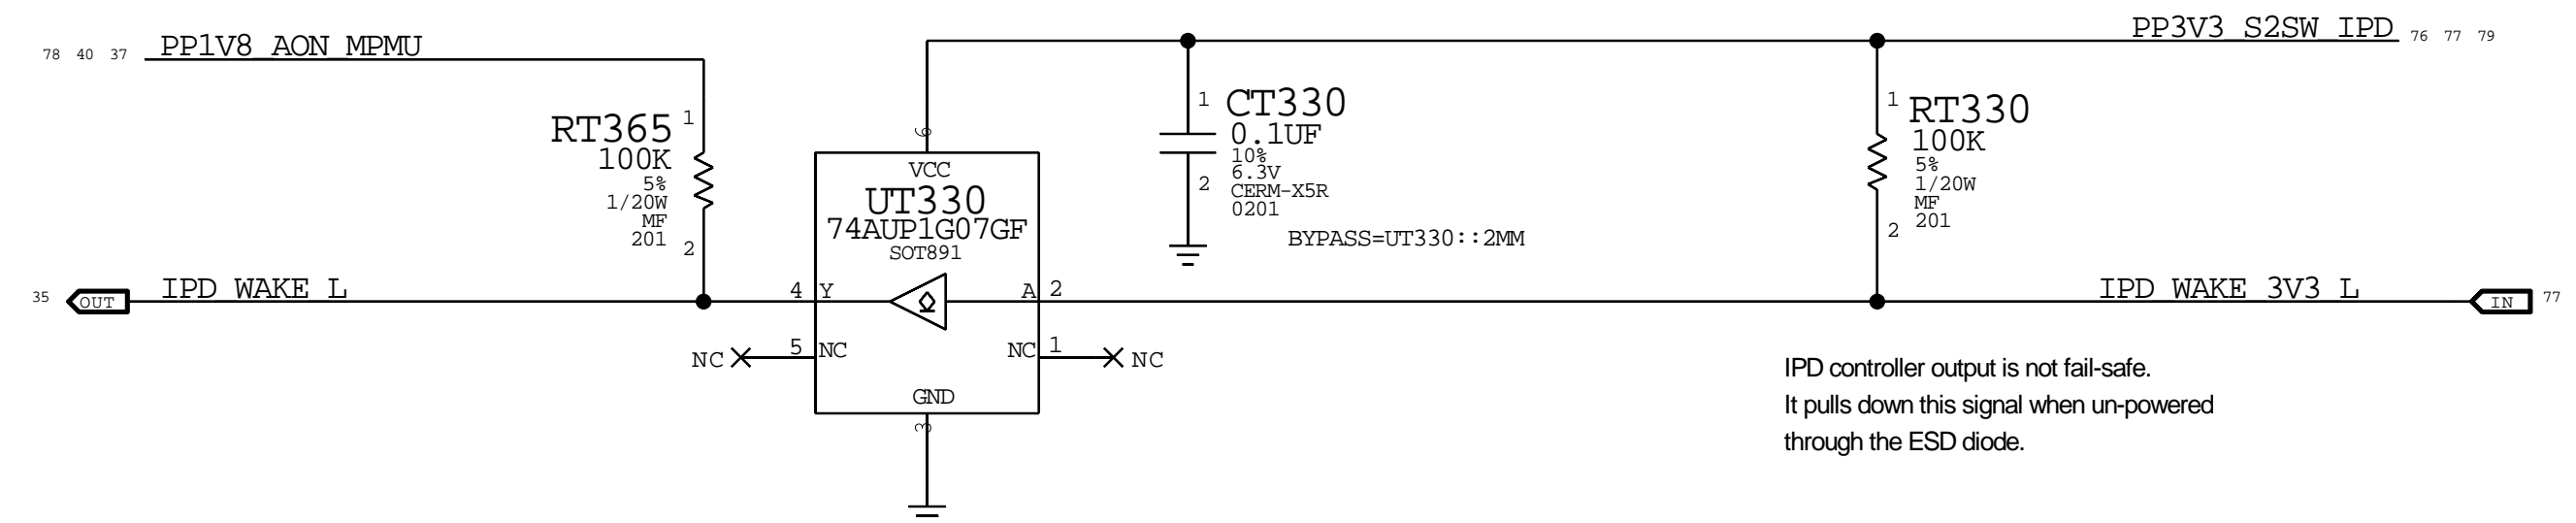 78 40 37 PP1V8_AON_MPMU
PP3V3_S2SW_IPD 76 77 79
RT365 1
100K
5%
1/20W
MF
201
2
6
VCC
UT330
74AUP1G07GF
SOT891
1 CT330
0.1UF
10%
6.3V
2 CERM-X5R
0201
BYPASS=UT330::2MM
1 RT330
100K
5%
1/20W
MF
201
2
35 OUT IPD_WAKE_L 4 Y A 2 IPD_WAKE_3V3_L IN 77
NC 5 NC NC 1 NC
GND
3
IPD controller output is not fail-safe.
It pulls down this signal when un-powered
through the ESD diode.